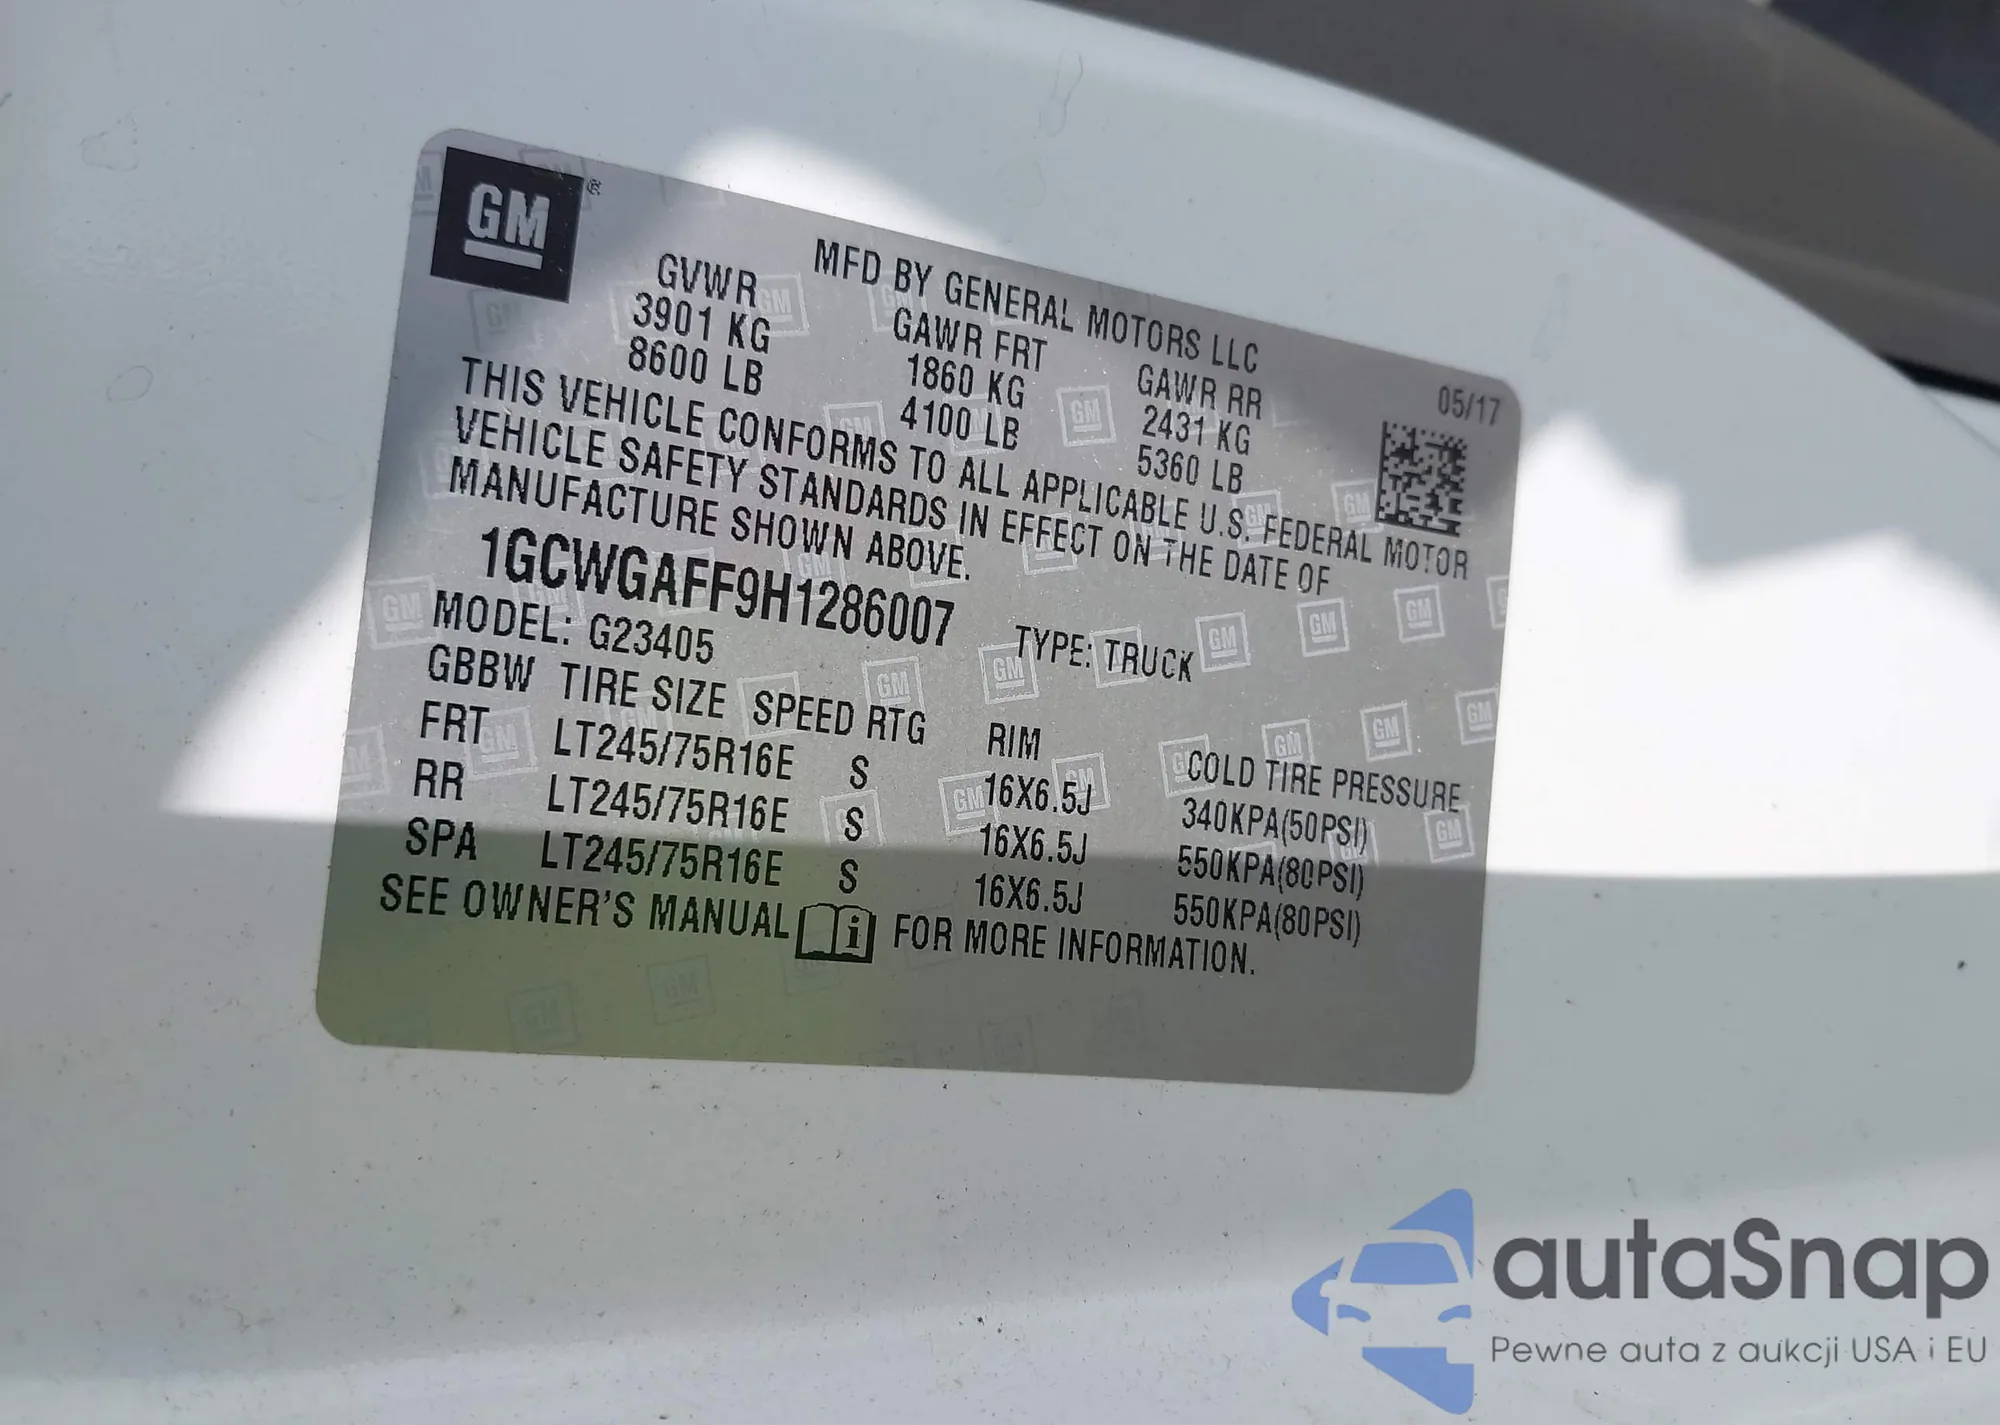 GM ®
MFD BY GENERAL MOTORS LLC
05/17
GVWR GAWR FRT GAWR RR
3901 KG 1860 KG 2431 KG
8600 LB 4100 LB 5360 LB
THIS VEHICLE CONFORMS TO ALL APPLICABLE U.S. FEDERAL MOTOR
VEHICLE SAFETY STANDARDS IN EFFECT ON THE DATE OF
MANUFACTURE SHOWN ABOVE.
1GCWGAFF9H1286007
TYPE: TRUCK
MODEL: G23405
GBBW TIRE SIZE SPEED RTG RIM COLD TIRE PRESSURE
FRT LT245/75R16E S 16X6.5J 340KPA(50PSI)
RR LT245/75R16E S 16X6.5J 550KPA(80PSI)
SPA LT245/75R16E S 16X6.5J 550KPA(80PSI)
SEE OWNER'S MANUAL i FOR MORE INFORMATION.
autaSnap
Pewne auta z aukcji USA i EU